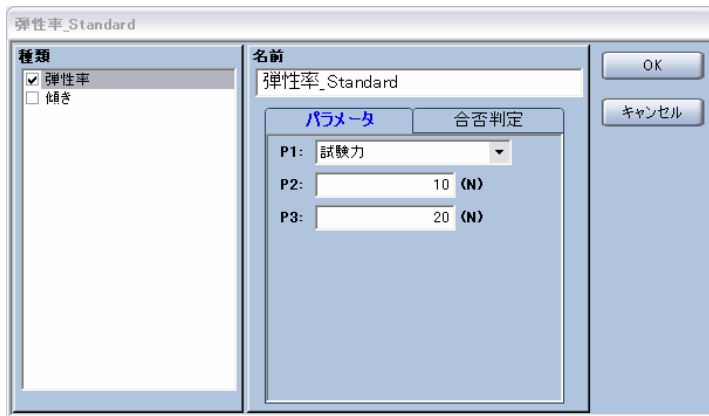 弾性率_Standard
種類
弾性率
傾き
名前
弾性率_Standard
パラメータ
合否判定
P1: 試験力
P2: 10 (N)
P3: 20 (N)
OK
キャンセル